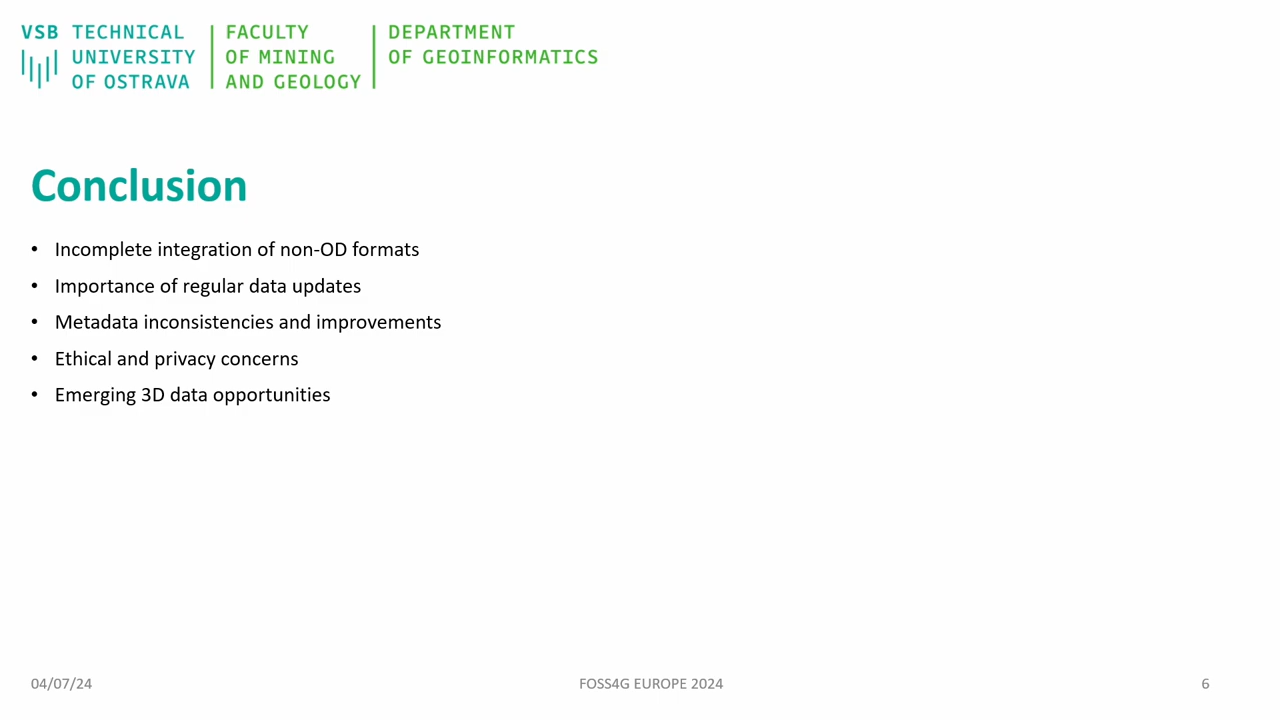 VSB TECHNICAL UNIVERSITY OF OSTRAVA
FACULTY OF MINING AND GEOLOGY
DEPARTMENT OF GEOINFORMATICS
Conclusion
• Incomplete integration of non-OD formats
• Importance of regular data updates
• Metadata inconsistencies and improvements
• Ethical and privacy concerns
• Emerging 3D data opportunities
04/07/24
FOSS4G EUROPE 2024
6